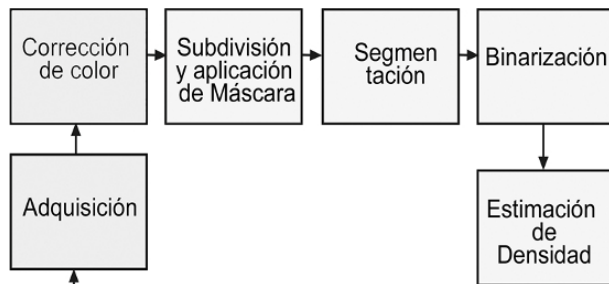 Corrección
de color
Subdivisión
y aplicación
de Máscara
Segmen
tación
Binarización
Adquisición
Estimación
de
Densidad